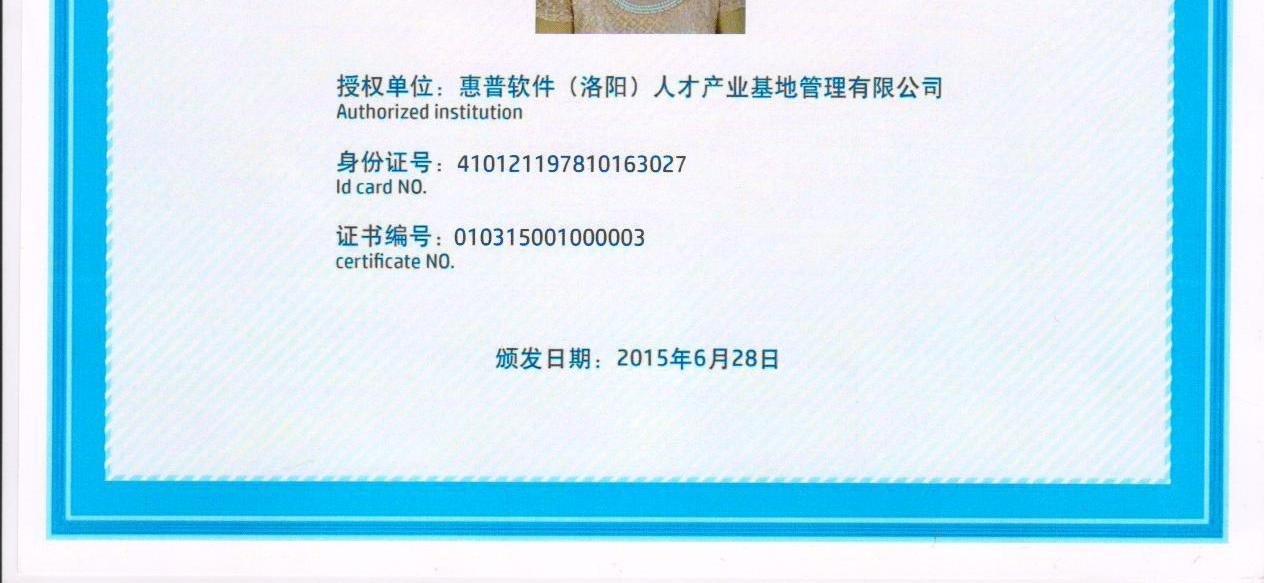 授权单位：惠普软件（洛阳）人才产业基地管理有限公司
Authorized institution
身份证号：410121197810163027
Id card NO.
证书编号：010315001000003
certificate NO.
颁发日期：2015年6月28日